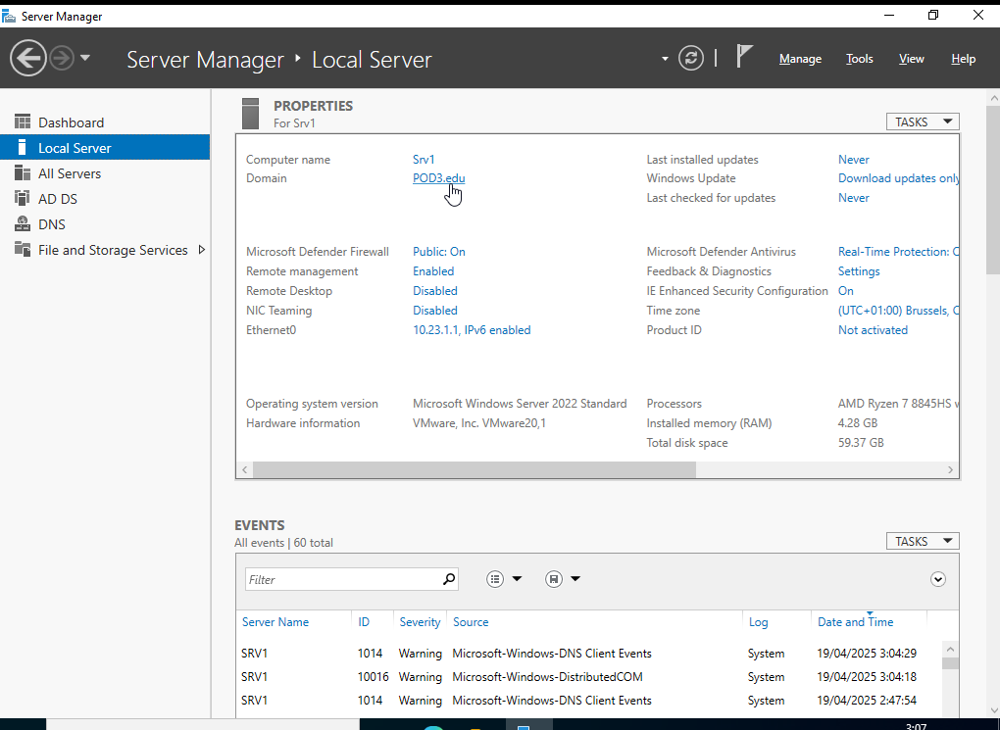 Server Manager
Server Manager Local Server
Manage Tools View Help
Dashboard
Local Server
All Servers
AD DS
DNS
File and Storage Services
PROPERTIES
For Srv1
TASKS
Computer name Srv1 Last installed updates Never
Domain POD3.edu Windows Update Download updates only
Last checked for updates Never
Microsoft Defender Firewall Public: On Microsoft Defender Antivirus Real-Time Protection:
Remote management Enabled Feedback & Diagnostics Settings
Remote Desktop Disabled IE Enhanced Security Configuration On
NIC Teaming Disabled Time zone (UTC+01:00) Brussels,
Ethernet0 10.23.1.1, IPv6 enabled Product ID Not activated
Operating system version Microsoft Windows Server 2022 Standard Processors AMD Ryzen 7 8845HS
Hardware information VMware, Inc. VMware20,1 Installed memory (RAM) 4.28 GB
Total disk space 59.37 GB
EVENTS
All events | 60 total
TASKS
Filter
Server Name ID Severity Source Log Date and Time
SRV1 1014 Warning Microsoft-Windows-DNS Client Events System 19/04/2025 3:04:29
SRV1 10016 Warning Microsoft-Windows-DistributedCOM System 19/04/2025 3:04:18
SRV1 1014 Warning Microsoft-Windows-DNS Client Events System 19/04/2025 2:47:54
3:07